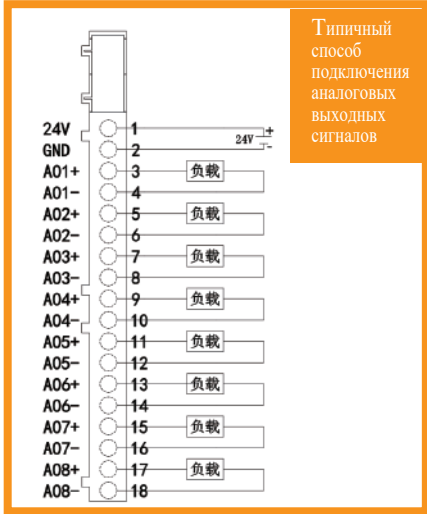 Типичный
способ
подключения
аналоговых
выходных
сигналов
24V 1 +
24V
GND 2 -
A01+ 3 负载
A01- 4
A02+ 5 负载
A02- 6
A03+ 7 负载
A03- 8
A04+ 9 负载
A04- 10
A05+ 11 负载
A05- 12
A06+ 13 负载
A06- 14
A07+ 15 负载
A07- 16
A08+ 17 负载
A08- 18